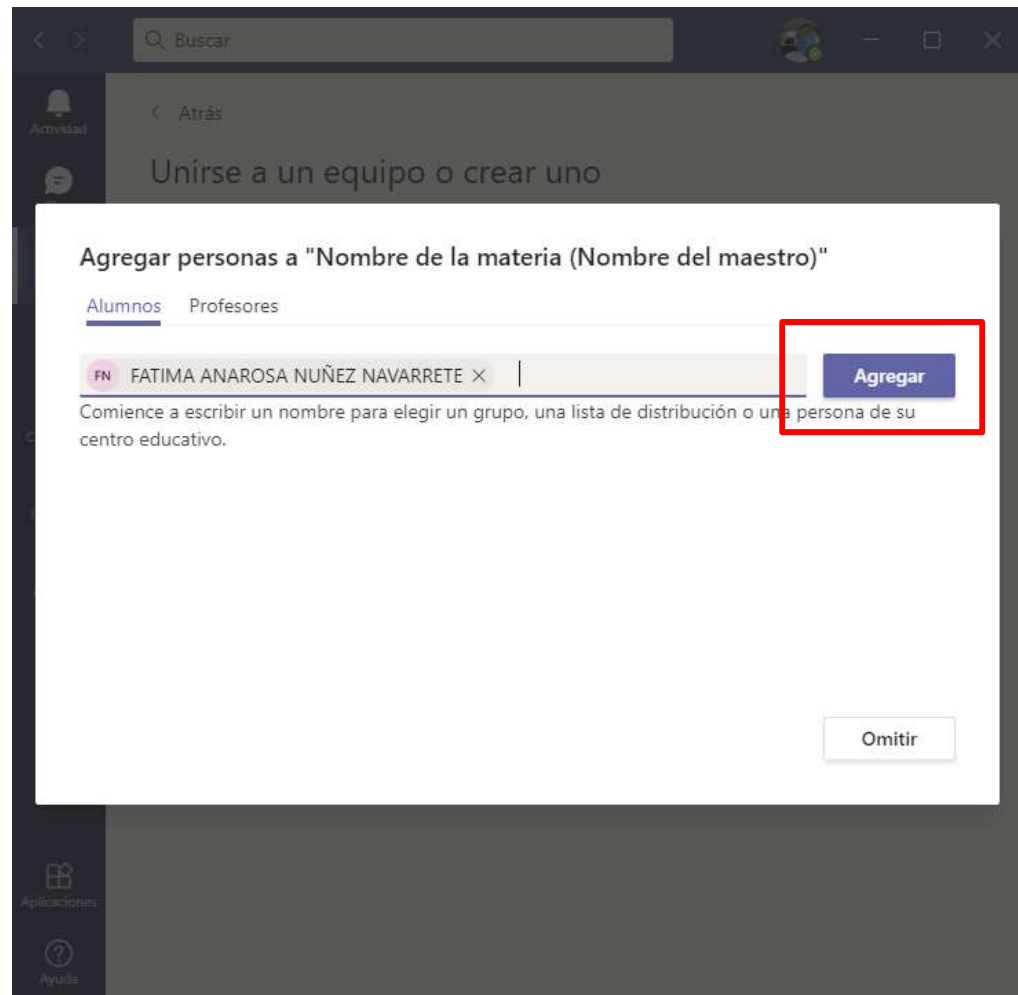 Buscar
Actividad
Atrás
Unirse a un equipo o crear uno
Agregar personas a "Nombre de la materia (Nombre del maestro)"
Alumnos Profesores
FN FATIMA ANAROSA NUÑEZ NAVARRETE Agregar
Comience a escribir un nombre para elegir un grupo, una lista de distribución o una persona de su
centro educativo.
Omitir
Aplicaciones
Ayuda